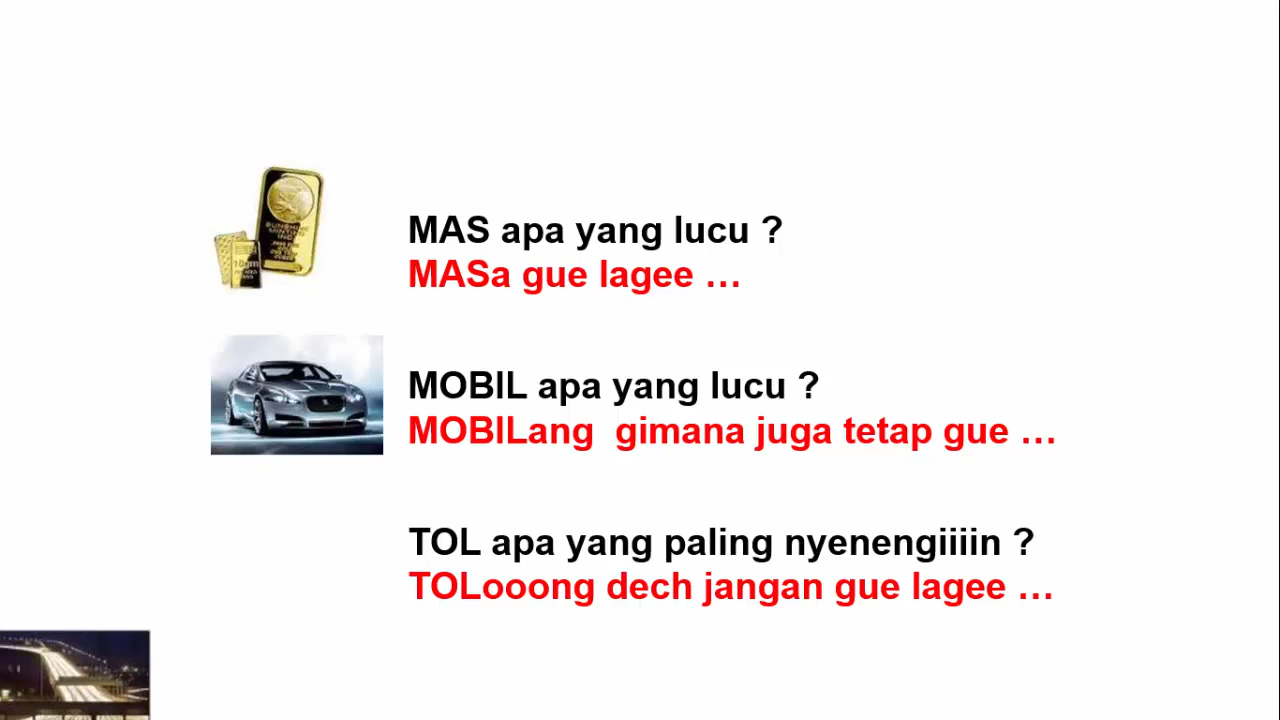 MAS apa yang lucu ?
MASa gue lagee …
MOBIL apa yang lucu ?
MOBILang  gimana juga tetap gue …
TOL apa yang paling nyenengiiiin ?
TOLooong dech jangan gue lagee …